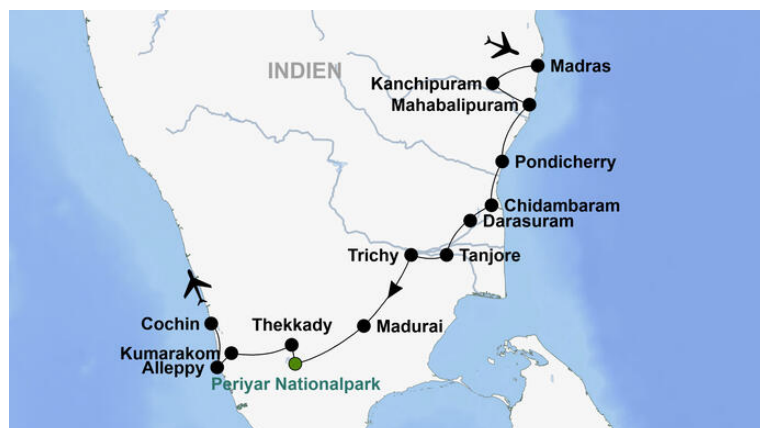 INDIEN
Madras
Kanchipuram
Mahabalipuram
Pondicherry
Chidambaram
Darasuram
Trichy
Tanjore
Cochin
Thekkady
Madurai
Kumarakom
Alleppy
Periyar Nationalpark